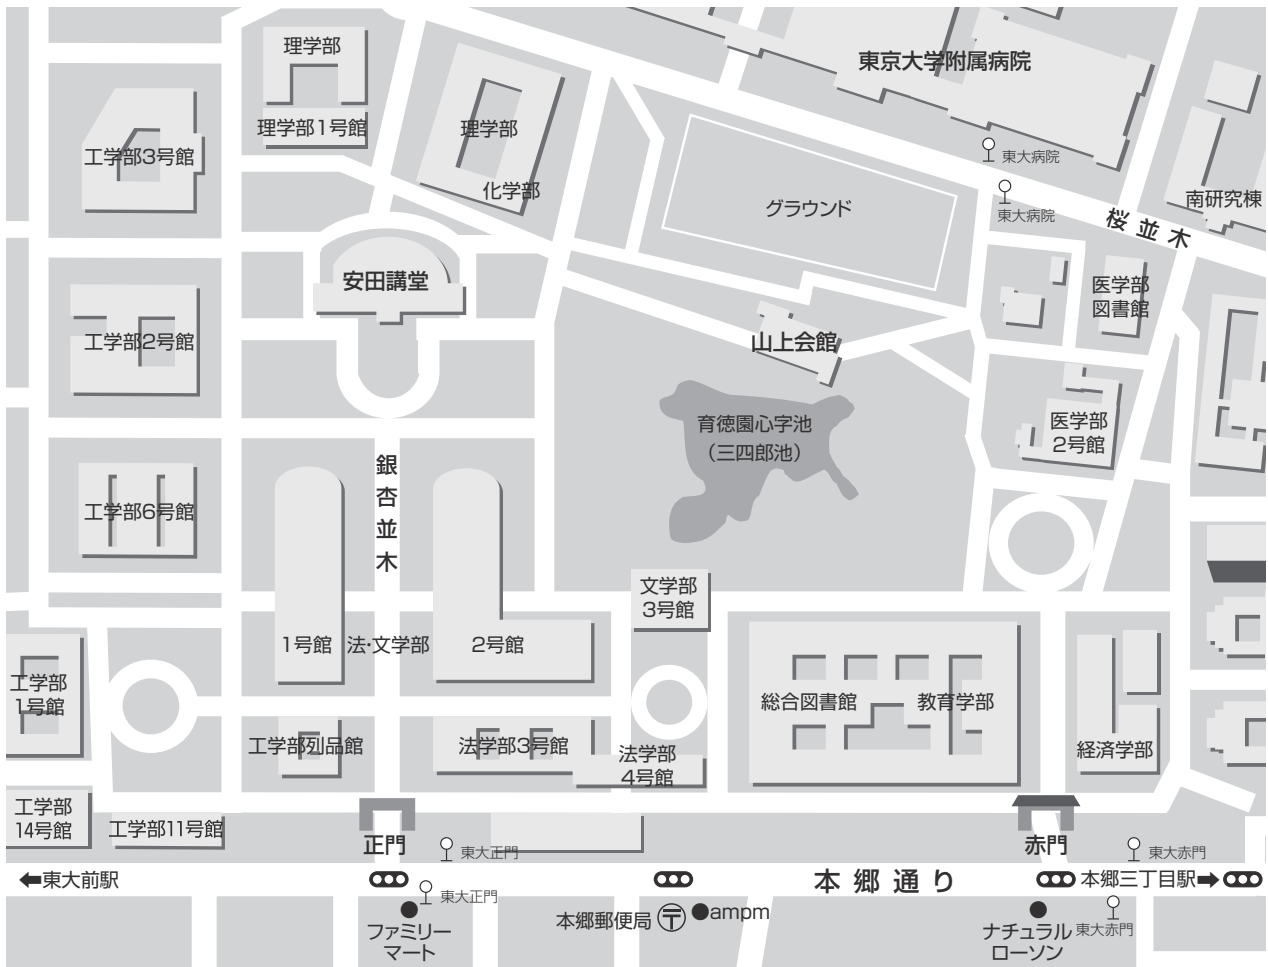 理学部
東京大学附属病院
理学部1号館
理学部
工学部3号館
東大病院
化学部
南研究棟
グラウンド
東大病院
桜並木
安田講堂
医学部
図書館
工学部2号館
山上会館
育徳園心字池
(三四郎池)
医学部
2号館
銀杏並木
工学部6号館
文学部
3号館
1号館
法・文学部
2号館
工学部
1号館
総合図書館
教育学部
工学部列品館
法学部3号館
法学部
4号館
経済学部
工学部
14号館
工学部11号館
正門
東大正門
赤門
東大赤門
東大前駅
本郷通り
本郷三丁目駅
東大正門
本郷郵便局
ampm
東大赤門
ファミリー
マート
ナチュラル
ローソン